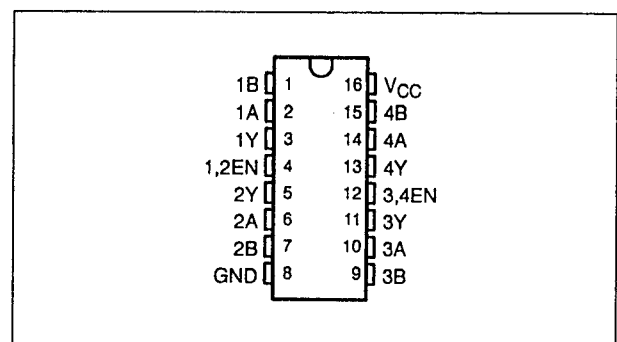 1B 1 16 VCC
1A 2 15 4B
1Y 3 14 4A
1,2EN 4 13 4Y
2Y 5 12 3,4EN
2A 6 11 3Y
2B 7 10 3A
GND 8 9 3B